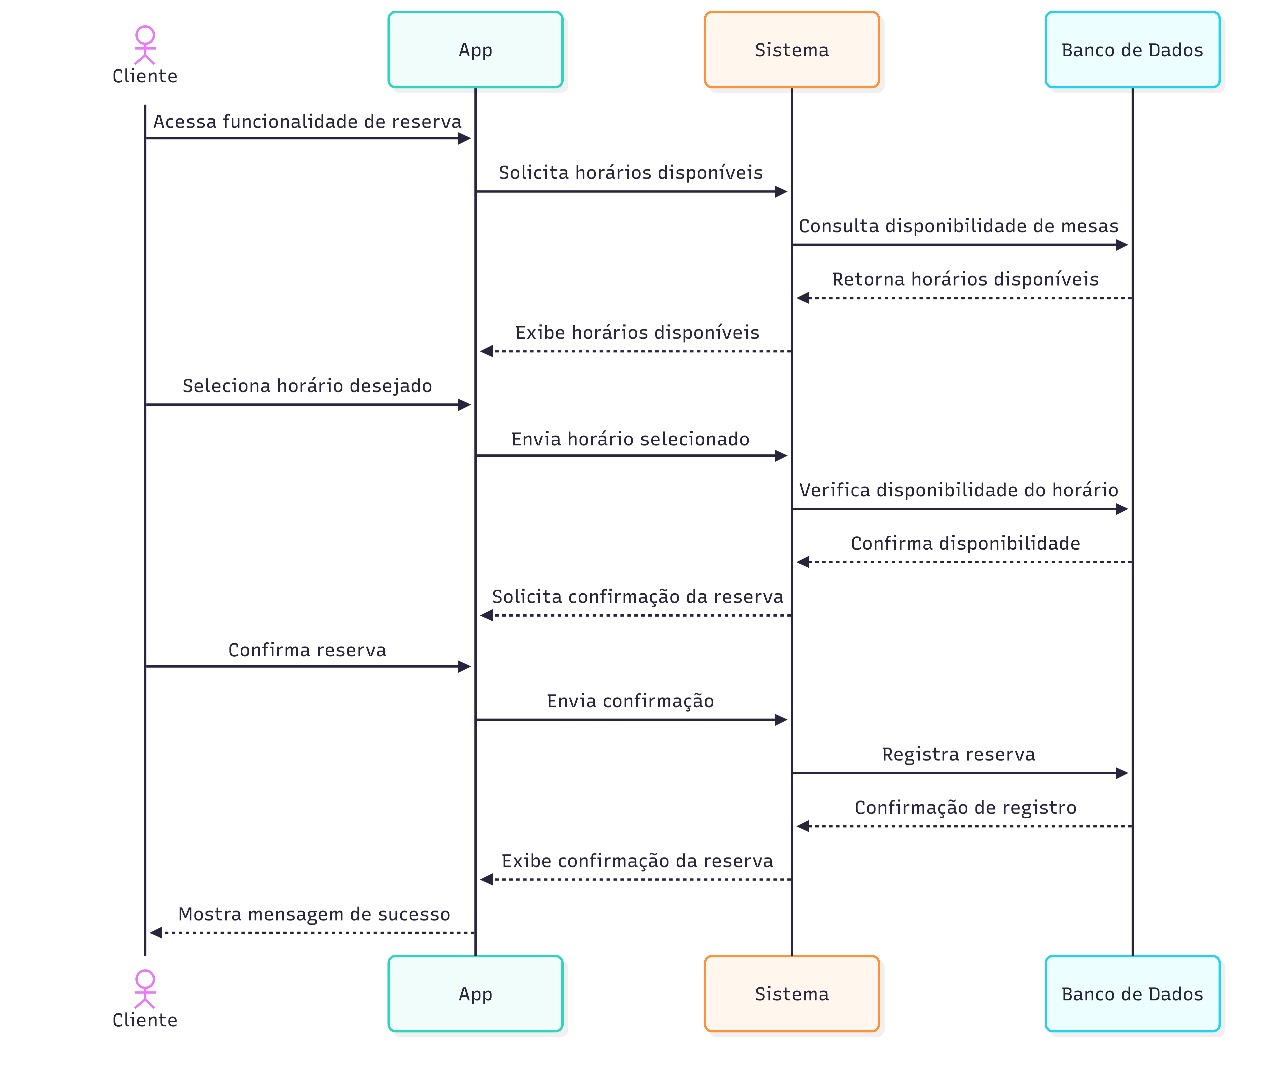 Cliente
App
Sistema
Banco de Dados
Acessa funcionalidade de reserva
Solicita horários disponíveis
Consulta disponibilidade de mesas
Retorna horários disponíveis
Exibe horários disponíveis
Seleciona horário desejado
Envia horário selecionado
Verifica disponibilidade do horário
Confirma disponibilidade
Solicita confirmação da reserva
Confirma reserva
Envia confirmação
Registra reserva
Confirmação de registro
Exibe confirmação da reserva
Mostra mensagem de sucesso
Cliente
App
Sistema
Banco de Dados